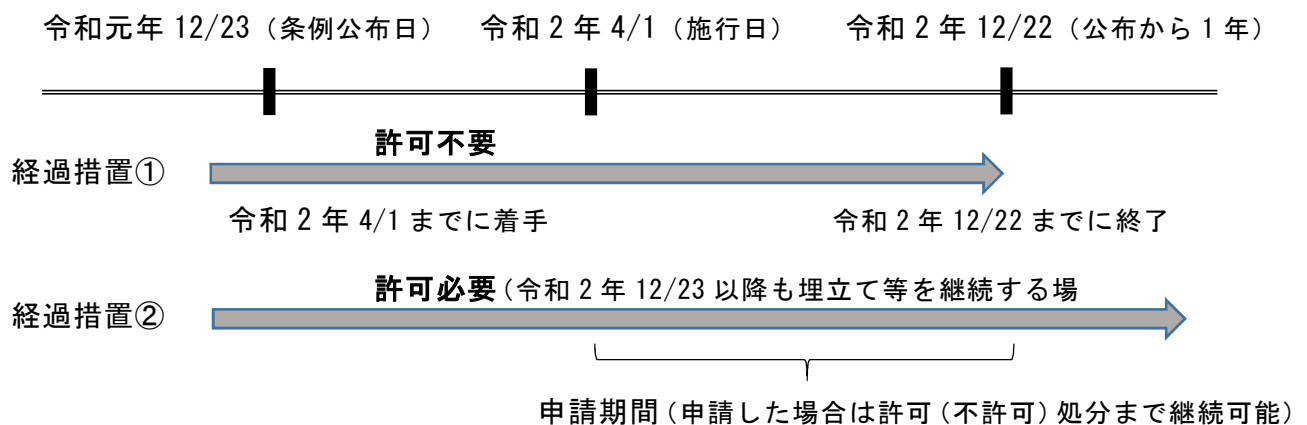 令和元年 12/23（条例公布日） 令和２年 4/1（施行日） 令和２年 12/22（公布から１年）
許可不要
経過措置①
令和２年 4/1 までに着手 令和２年 12/22 までに終了
許可必要（令和２年 12/23 以降も埋立て等を継続する場
経過措置②
申請期間（申請した場合は許可（不許可）処分まで継続可能）